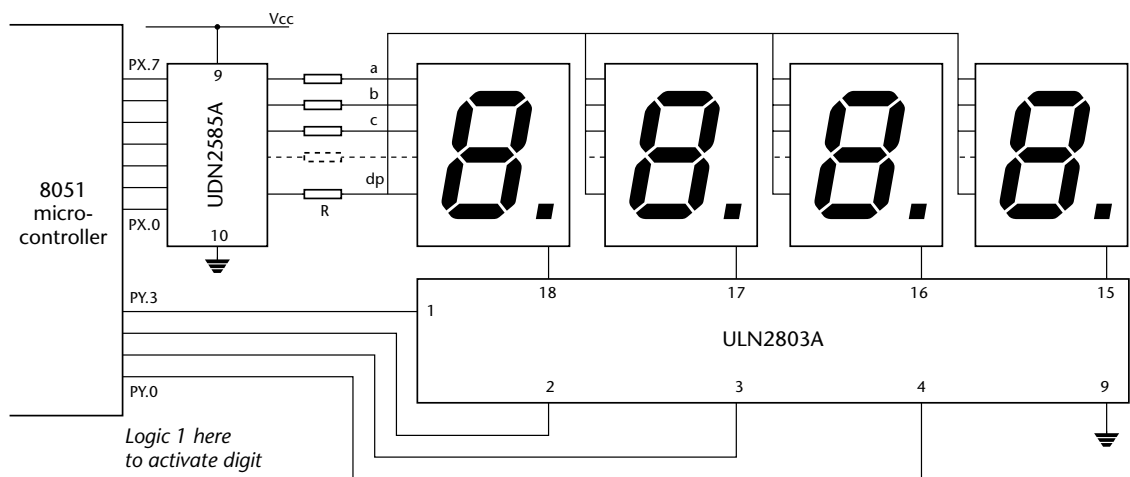 Vcc
PX.7
9
a
b
c
UDN2585A
dp
8051
micro-
controller
R
PX.0
10
18
17
16
15
PY.3
1
ULN2803A
PY.0
2
3
4
9
Logic 1 here
to activate digit